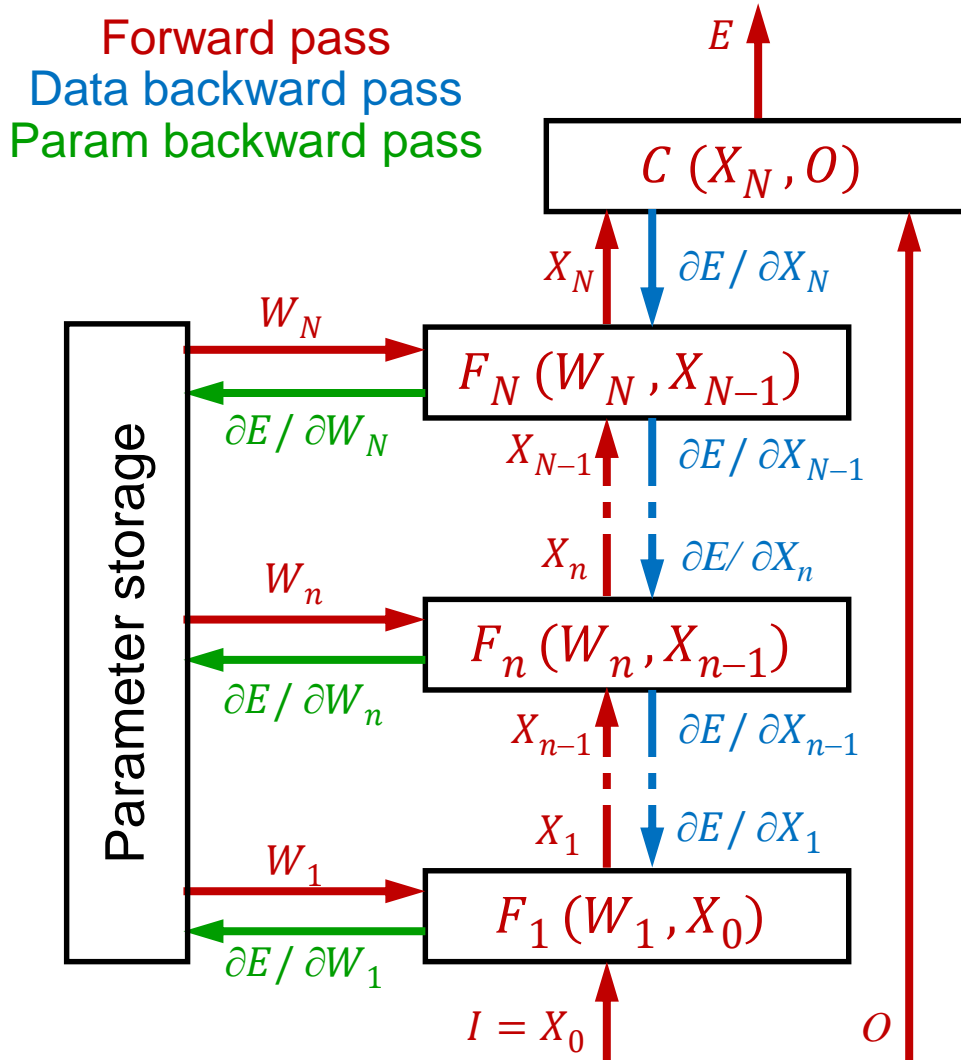 Forward pass
Data backward pass
Param backward pass
E
C (X_N , O)
X_N
∂E / ∂X_N
W_N
F_N (W_N , X_{N−1})
∂E / ∂W_N
X_{N−1}
∂E / ∂X_{N−1}
Parameter storage
X_n
∂E/ ∂X_n
W_n
F_n (W_n , X_{n−1})
∂E / ∂W_n
X_{n−1}
∂E / ∂X_{n−1}
X_1
∂E / ∂X_1
W_1
F_1 (W_1 , X_0)
∂E / ∂W_1
I = X_0
O